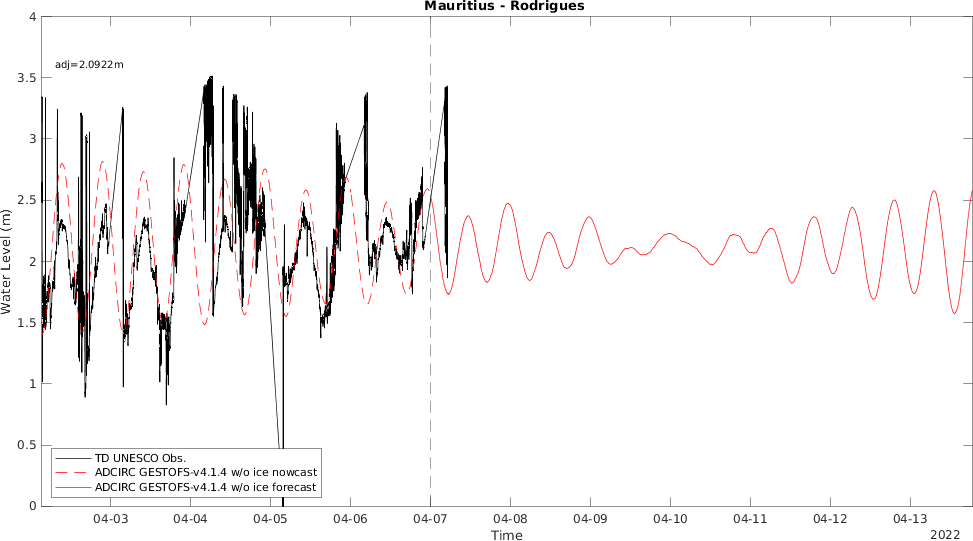 Mauritius - Rodrigues
adj=2.0922m
Water Level (m)
4
3.5
3
2.5
2
1.5
1
0.5
0
TD UNESCO Obs.
ADCIRC GESTOFS-v4.1.4 w/o ice nowcast
ADCIRC GESTOFS-v4.1.4 w/o ice forecast
04-03 04-04 04-05 04-06 04-07 04-08 04-09 04-10 04-11 04-12 04-13
Time
2022